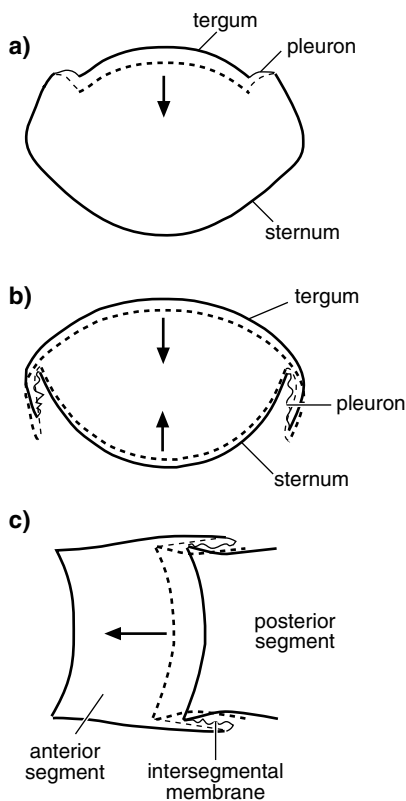 a)
tergum
pleuron
sternum
b)
tergum
pleuron
sternum
c)
posterior
segment
anterior
segment
intersegmental
membrane